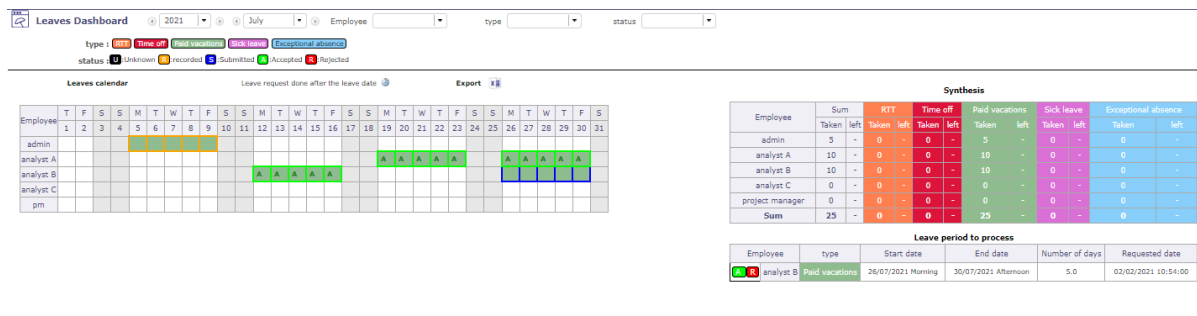 Leaves Dashboard 2021 July Employee type status
type : RTT Time off Paid vacations Sick leave Exceptional absence
status : U :Unknown R :recorded S :Submitted A :Accepted R :Rejected
Leaves calendar Leave request done after the leave date Export
Employee T F S S M T W T F S S M T W T F S S M T W T F S S M T W T F S
1 2 3 4 5 6 7 8 9 10 11 12 13 14 15 16 17 18 19 20 21 22 23 24 25 26 27 28 29 30 31
admin
analyst A A A A A A A A A A A
analyst B A A A A A
analyst C
pm
Synthesis
Employee Sum RTT Time off Paid vacations Sick leave Exceptional absence
Taken left Taken left Taken left Taken left Taken left Taken left
admin 5 - 0 - 0 - 5 - 0 - 0 -
analyst A 10 - 0 - 0 - 10 - 0 - 0 -
analyst B 10 - 0 - 0 - 10 - 0 - 0 -
analyst C 0 - 0 - 0 - 0 - 0 - 0 -
project manager 0 - 0 - 0 - 0 - 0 - 0 -
Sum 25 - 0 - 0 - 25 - 0 - 0 -
Leave period to process
Employee type Start date End date Number of days Requested date
A R analyst B Paid vacations 26/07/2021 Morning 30/07/2021 Afternoon 5.0 02/02/2021 10:54:00